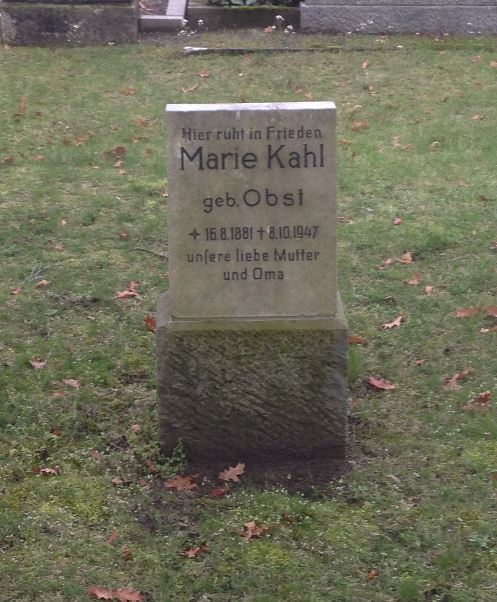 Hier ruht in Frieden
Marie Kahl
geb. Obst
✦ 16.8.1881 ✝ 8.10.1947
unsere liebe Mutter
und Oma